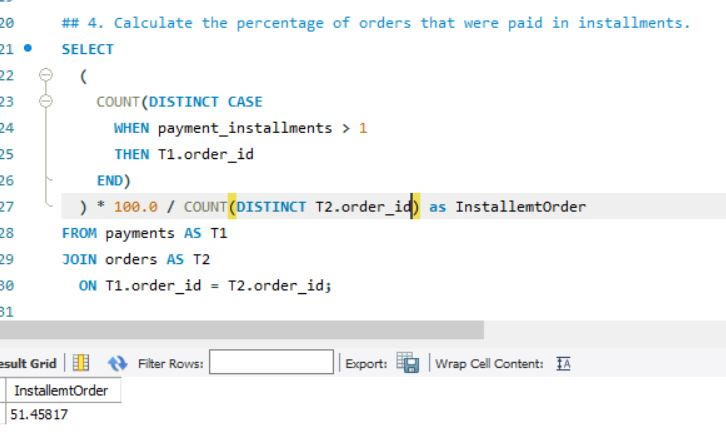 20 ## 4. Calculate the percentage of orders that were paid in installments.
21 SELECT
22 (
23 COUNT(DISTINCT CASE
24 WHEN payment_installments > 1
25 THEN T1.order_id
26 END)
27 ) * 100.0 / COUNT(DISTINCT T2.order_id) as InstallemtOrder
28 FROM payments AS T1
29 JOIN orders AS T2
30 ON T1.order_id = T2.order_id;
31
esult Grid Filter Rows: Export: Wrap Cell Content: IA
InstallemtOrder
51.45817